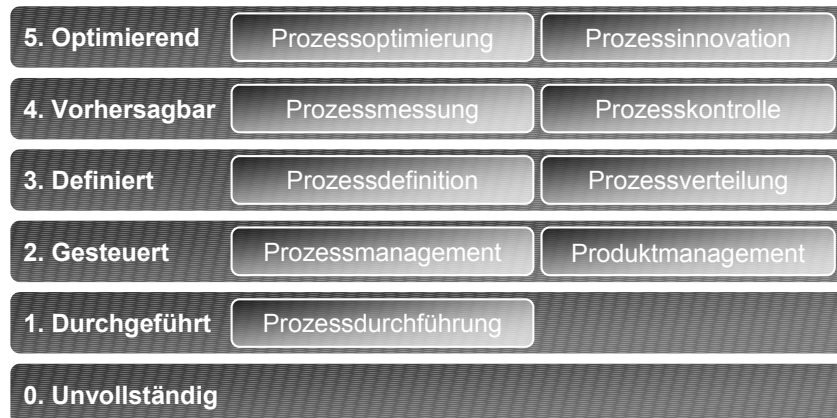 5. Optimierend Prozessoptimierung Prozessinnovation
4. Vorhersagbar Prozessmessung Prozesskontrolle
3. Definiert Prozessdefinition Prozessverteilung
2. Gesteuert Prozessmanagement Produktmanagement
1. Durchgeführt Prozessdurchführung
0. Unvollständig